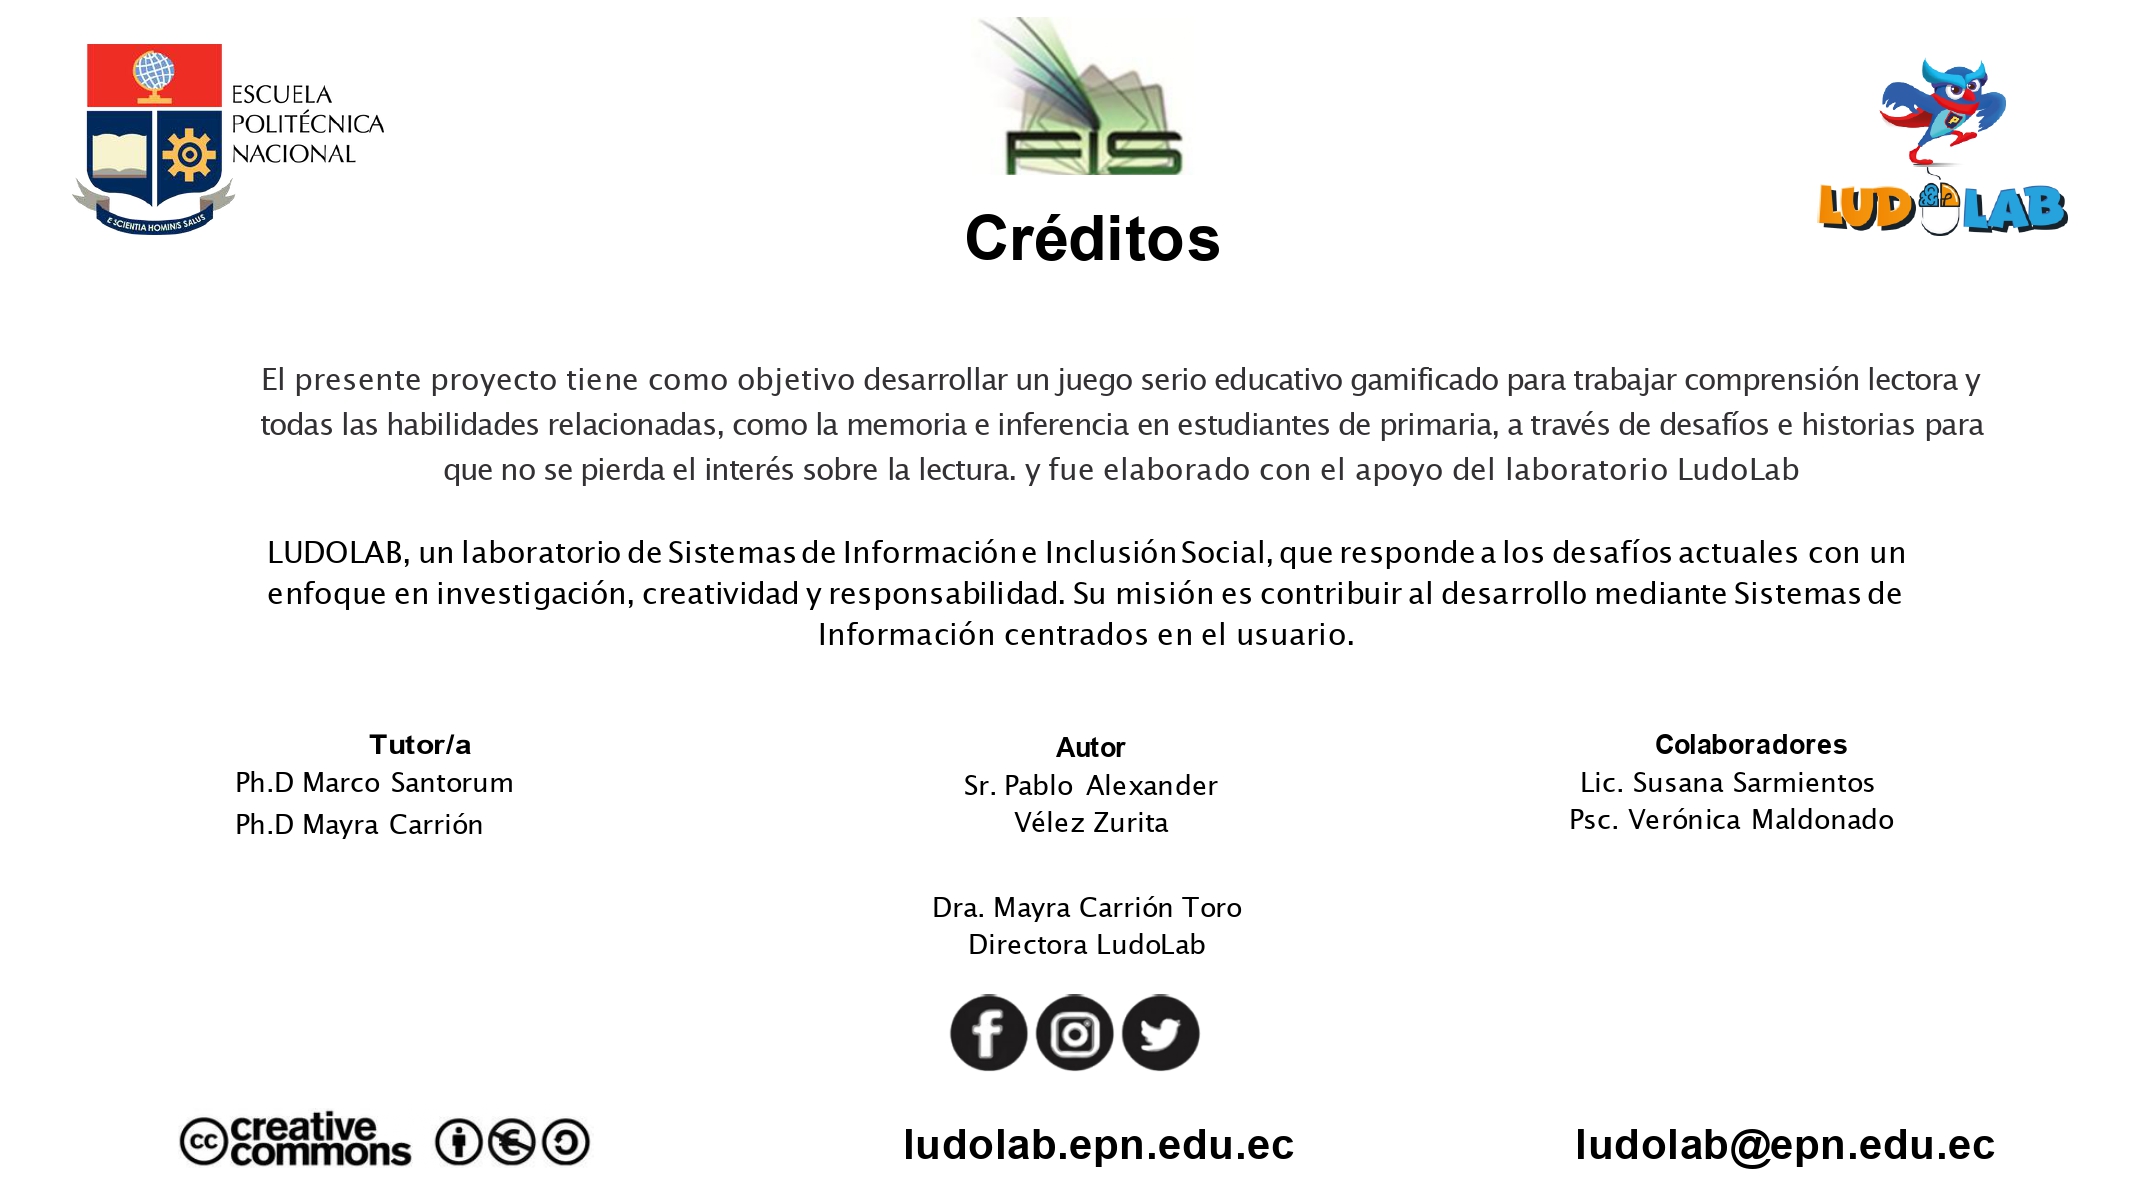 ESCUELA
POLITÉCNICA
NACIONAL
E SCIENTIA HOMINIS SALUS
FIS
LUDOLAB
Créditos
El presente proyecto tiene como objetivo desarrollar un juego serio educativo gamificado para trabajar comprensión lectora y
todas las habilidades relacionadas, como la memoria e inferencia en estudiantes de primaria, a través de desafíos e historias para
que no se pierda el interés sobre la lectura. y fue elaborado con el apoyo del laboratorio LudoLab
LUDOLAB, un laboratorio de Sistemas de Información e Inclusión Social, que responde a los desafíos actuales con un
enfoque en investigación, creatividad y responsabilidad. Su misión es contribuir al desarrollo mediante Sistemas de
Información centrados en el usuario.
Tutor/a
Ph.D Marco Santorum
Ph.D Mayra Carrión
Autor
Sr. Pablo Alexander
Vélez Zurita
Colaboradores
Lic. Susana Sarmientos
Psc. Verónica Maldonado
Dra. Mayra Carrión Toro
Directora LudoLab
cc creative
commons
ludolab.epn.edu.ec
ludolab@epn.edu.ec